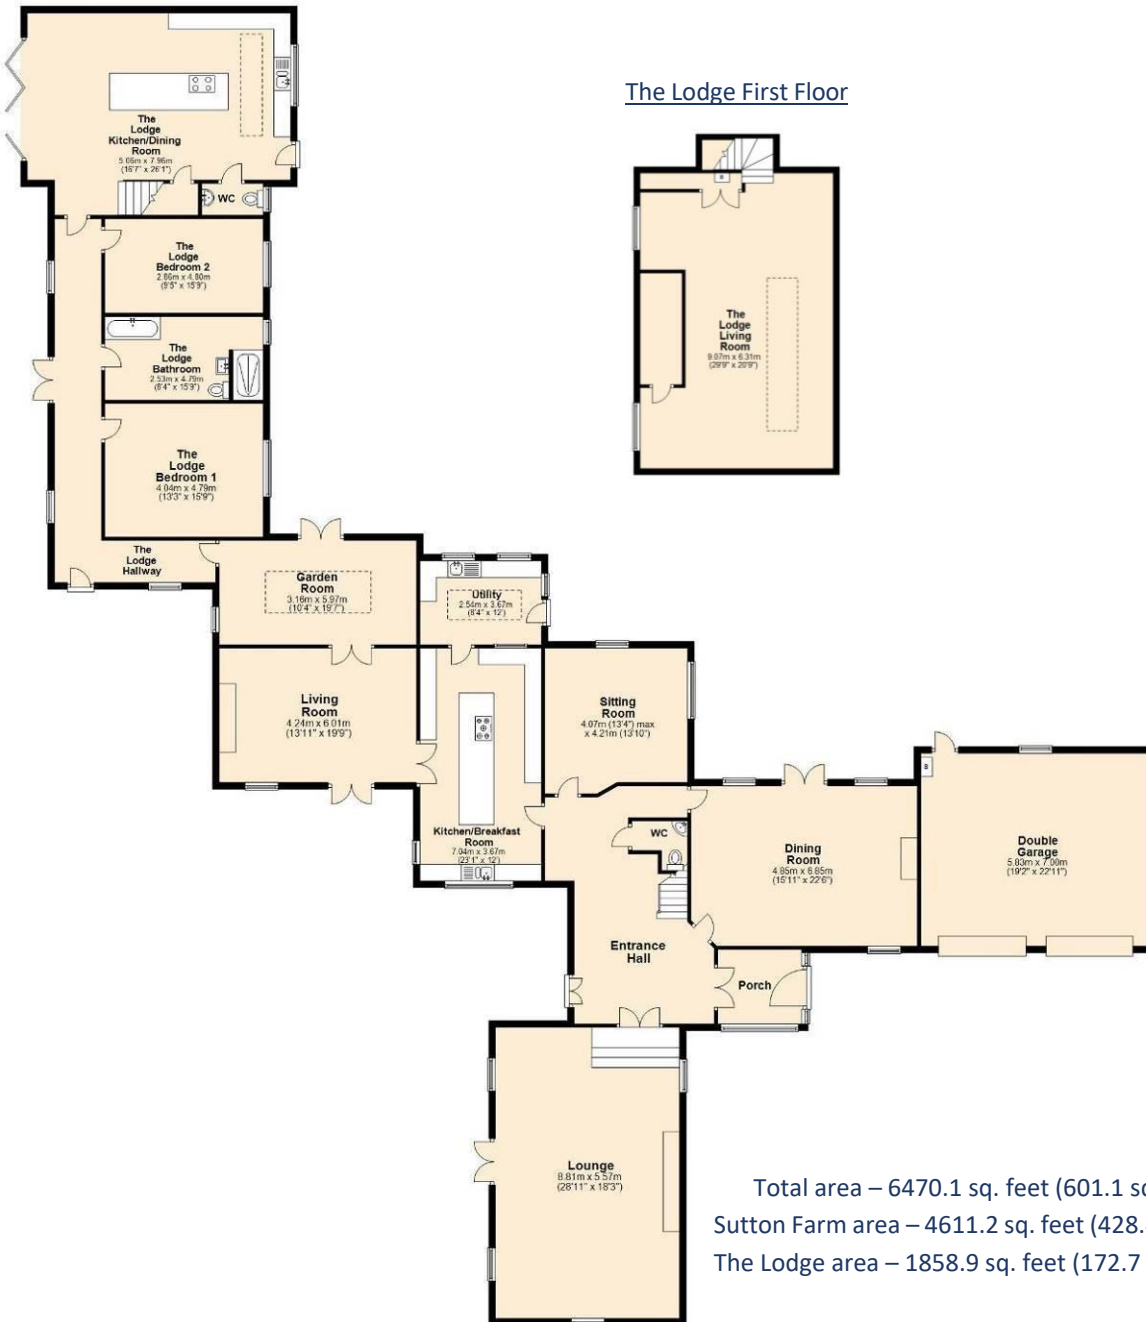 The Lodge First Floor
The
Lodge
Kitchen/Dining
Room
5.06m x 7.96m
(16'7" x 26'1")
WC
The
Lodge
Bedroom 2
2.86m x 4.80m
(9'5" x 15'9")
The
Lodge
Bathroom
2.53m x 4.79m
(8'4" x 15'9")
The
Lodge
Bedroom 1
4.04m x 4.79m
(13'3" x 15'9")
The
Lodge
Hallway
The
Lodge
Living
Room
9.07m x 6.31m
(29'9" x 20'9")
B
Garden
Room
3.16m x 5.97m
(10'4" x 19'7")
Utility
2.54m x 3.67m
(8'4" x 12')
Living
Room
4.24m x 6.01m
(13'11" x 19'9")
Sitting
Room
4.07m (13'4") max
x 4.21m (13'10")
Kitchen/Breakfast
Room
7.04m x 3.67m
(23'1" x 12')
WC
Dining
Room
4.85m x 6.85m
(15'11" x 22'6")
B
Double
Garage
5.83m x 7.00m
(19'2" x 22'11")
Entrance
Hall
Porch
Lounge
8.81m x 5.57m
(28'11" x 18'3")
Total area – 6470.1 sq. feet (601.1 sq
Sutton Farm area – 4611.2 sq. feet (428.
The Lodge area – 1858.9 sq. feet (172.7